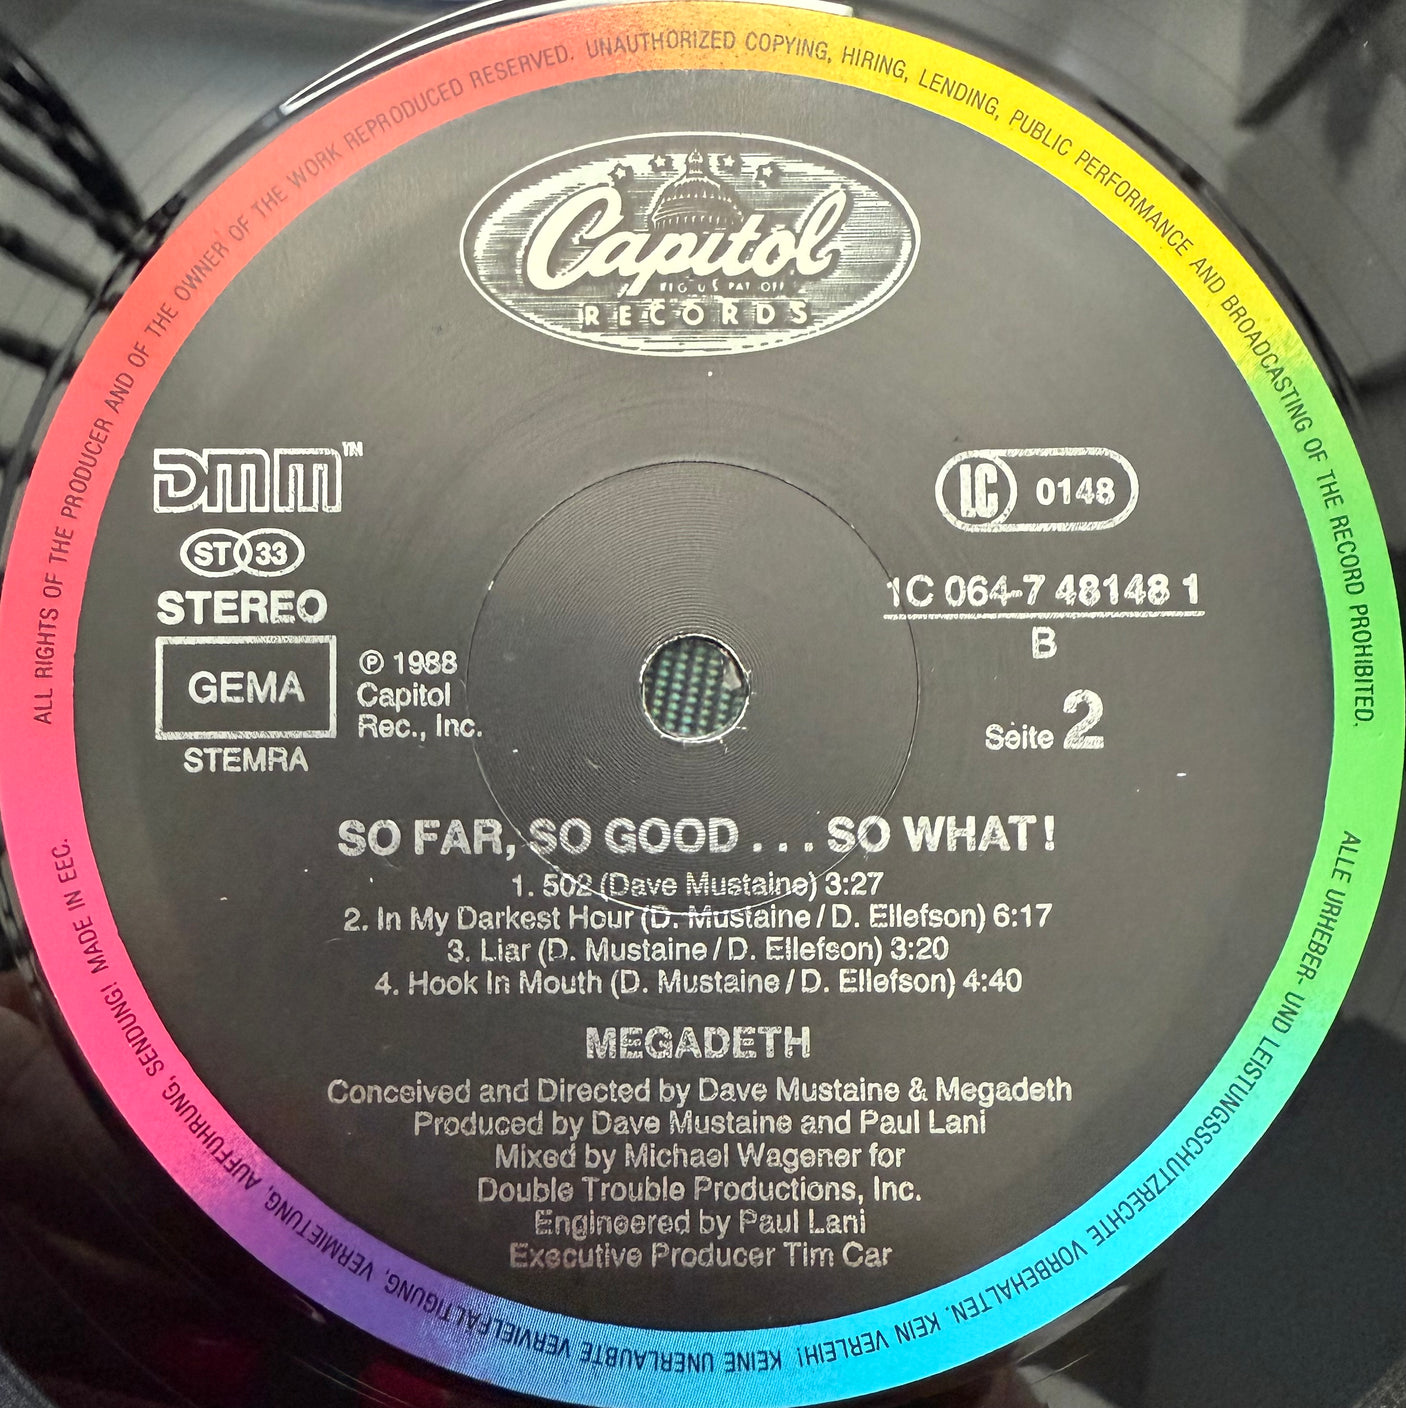 ALL RIGHTS OF THE PRODUCER AND OF THE OWNER OF THE WORK REPRODUCED RESERVED. UNAUTHORIZED COPYING, HIRING, LENDING, PUBLIC PERFORMANCE AND BROADCASTING OF THE RECORD PROHIBITED.
Capitol
REG US PAT OFF
RECORDS
DMM™
ST 33
STEREO
GEMA
STEMRA
℗ 1988
Capitol
Rec., Inc.
LC 0148
1C 064-7 48148 1
B
Seite 2
SO FAR, SO GOOD . . . SO WHAT!
1. 502 (Dave Mustaine) 3:27
2. In My Darkest Hour (D. Mustaine / D. Ellefson) 6:17
3. Liar (D. Mustaine / D. Ellefson) 3:20
4. Hook In Mouth (D. Mustaine / D. Ellefson) 4:40
MEGADETH
Conceived and Directed by Dave Mustaine & Megadeth
Produced by Dave Mustaine and Paul Lani
Mixed by Michael Wagener for
Double Trouble Productions, Inc.
Engineered by Paul Lani
Executive Producer Tim Car
ALLE URHEBER- UND LEISTUNGSSCHUTZRECHTE VORBEHALTEN. KEIN VERLEIH! KEINE UNERLAUBTE VERVIELFÄLTIGUNG, VERMIETUNG, AUFFÜHRUNG, SENDUNG! MADE IN EEC.